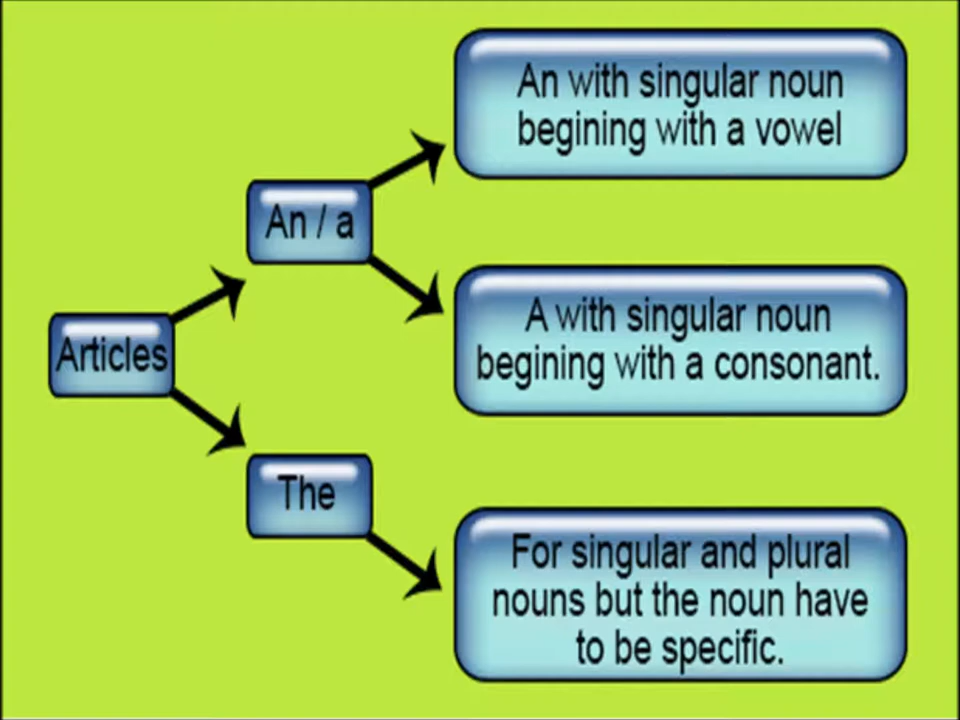 An with singular noun
begining with a vowel
An / a
A with singular noun
begining with a consonant.
Articles
The
For singular and plural
nouns but the noun have
to be specific.